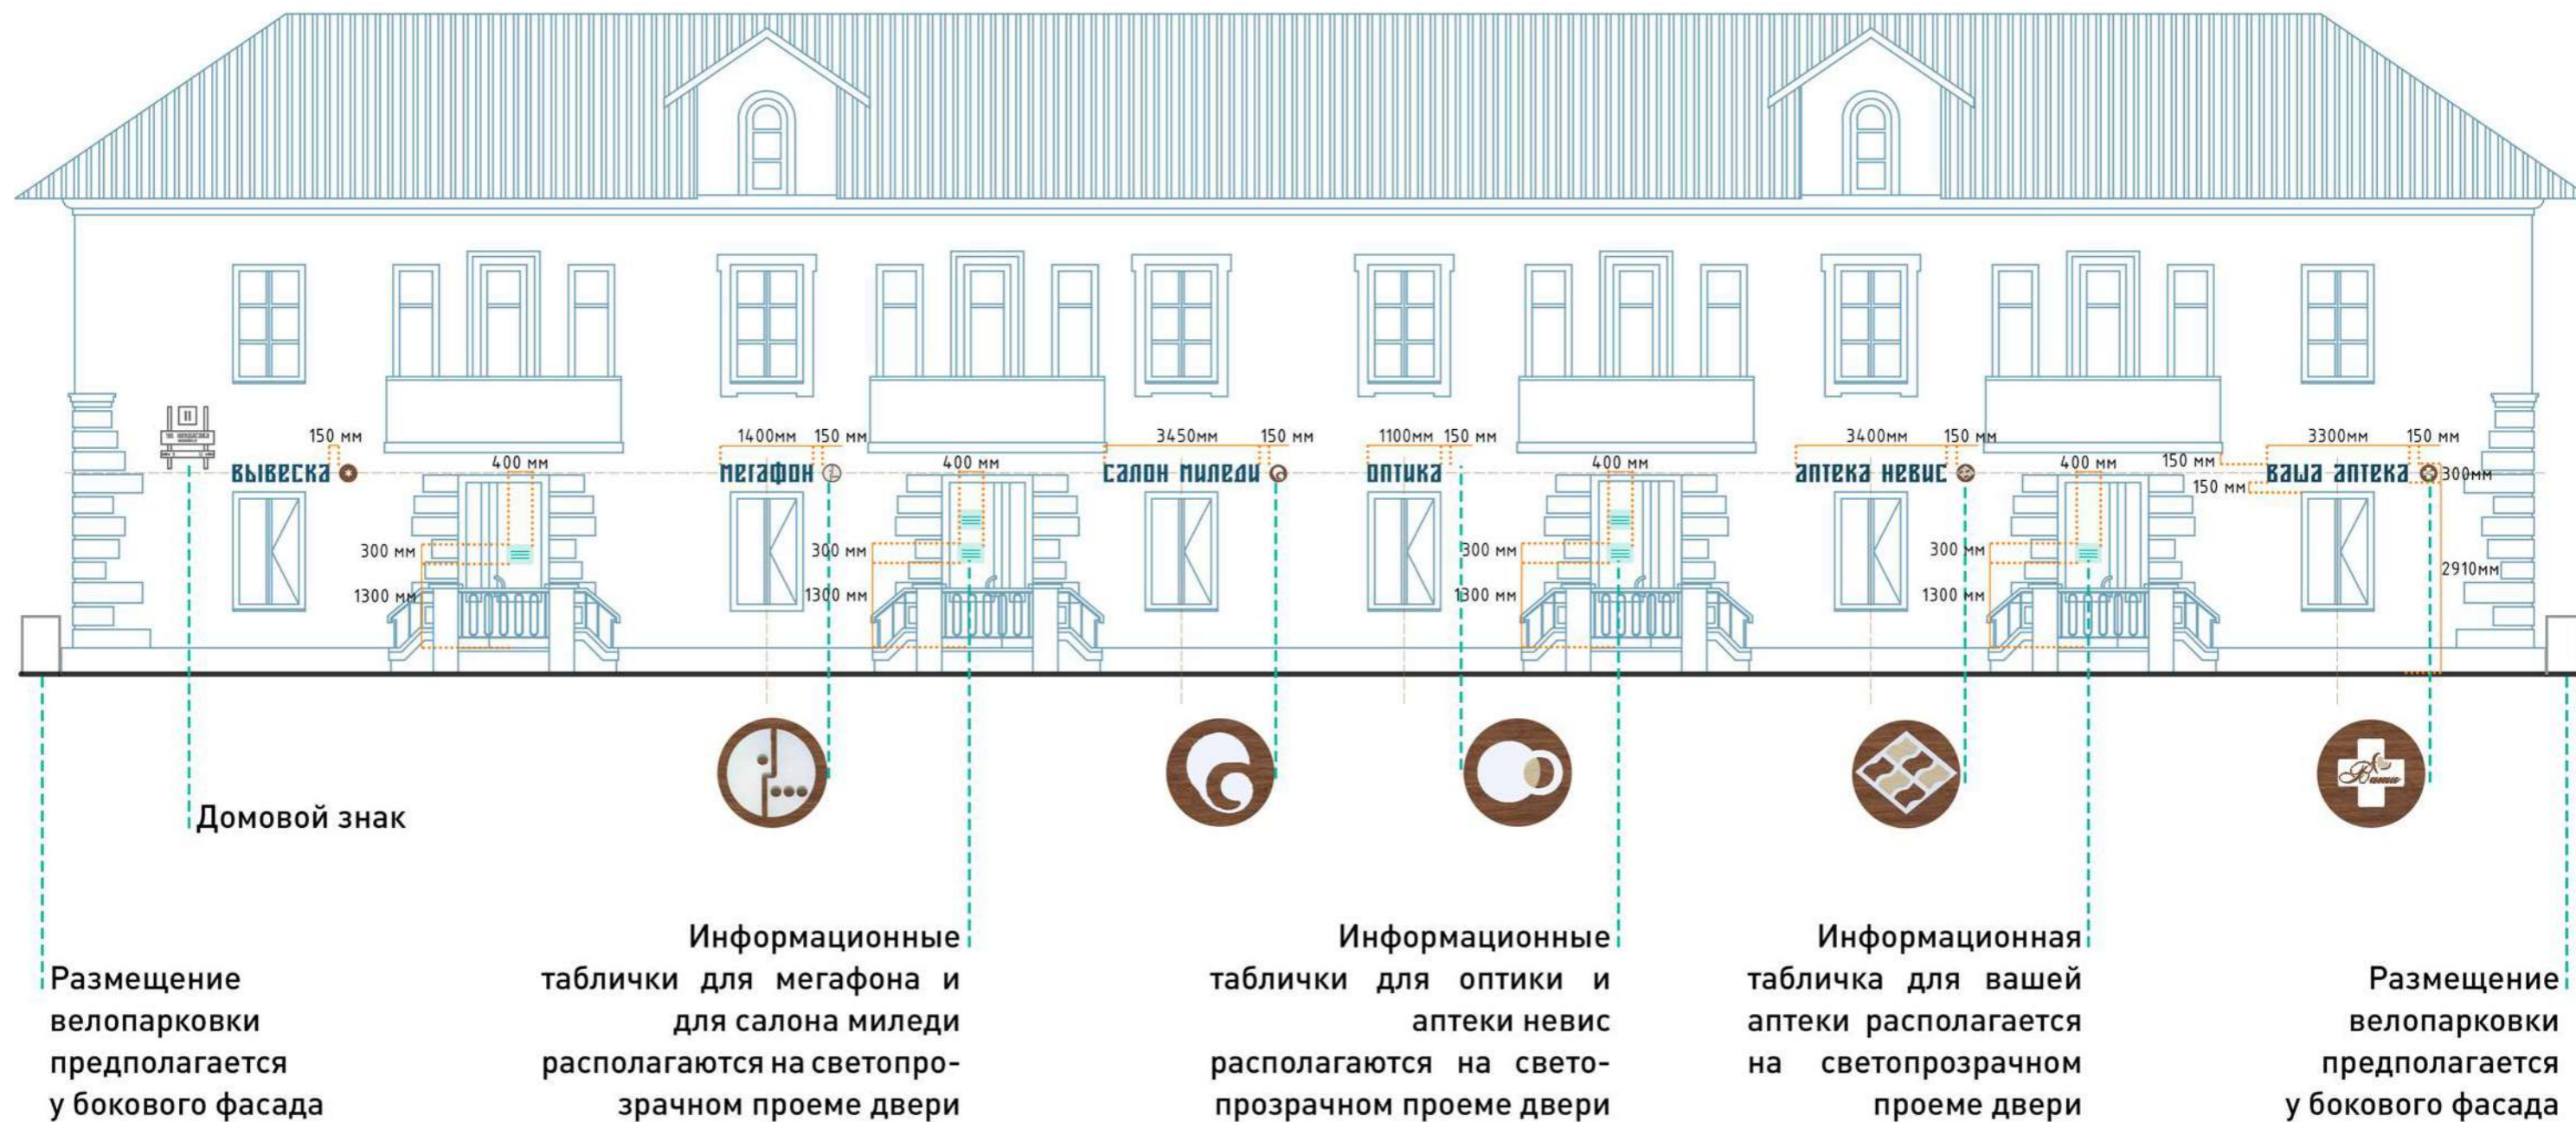 II
150 мм
1400мм
150 мм
3450мм
150 мм
1100мм
150 мм
3400мм
150 мм
3300мм
150 мм
вывеска
400 мм
мегафон
400 мм
салон миледи
оптика
400 мм
аптека невис
400 мм
150 мм
ваша аптека
300мм
150 мм
300 мм
300 мм
300 мм
300 мм
2910мм
1300 мм
1300 мм
1300 мм
1300 мм
Ваша
Домовой знак
Размещение
велопарковки
предполагается
у бокового фасада
Информационные
таблички для мегафона и
для салона миледи
располагаются на светопро-
зрачном проеме двери
Информационные
таблички для оптики и
аптеки невис
располагаются на свето-
прозрачном проеме двери
Информационная
табличка для вашей
аптеки располагается
на светопрозрачном
проеме двери
Размещение
велопарковки
предполагается
у бокового фасада